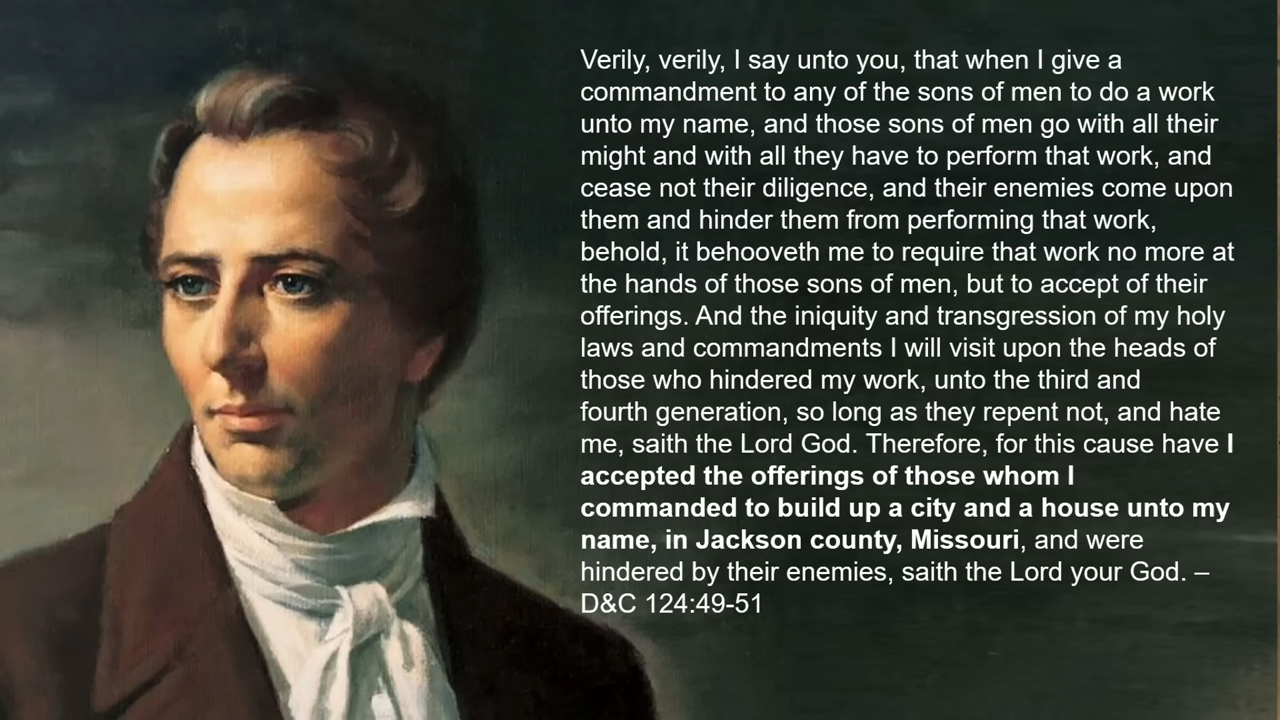 Verily, verily, I say unto you, that when I give a
commandment to any of the sons of men to do a work
unto my name, and those sons of men go with all their
might and with all they have to perform that work, and
cease not their diligence, and their enemies come upon
them and hinder them from performing that work,
behold, it behooveth me to require that work no more at
the hands of those sons of men, but to accept of their
offerings. And the iniquity and transgression of my holy
laws and commandments I will visit upon the heads of
those who hindered my work, unto the third and
fourth generation, so long as they repent not, and hate
me, saith the Lord God. Therefore, for this cause have I
accepted the offerings of those whom I
commanded to build up a city and a house unto my
name, in Jackson county, Missouri, and were
hindered by their enemies, saith the Lord your God. –
D&C 124:49-51